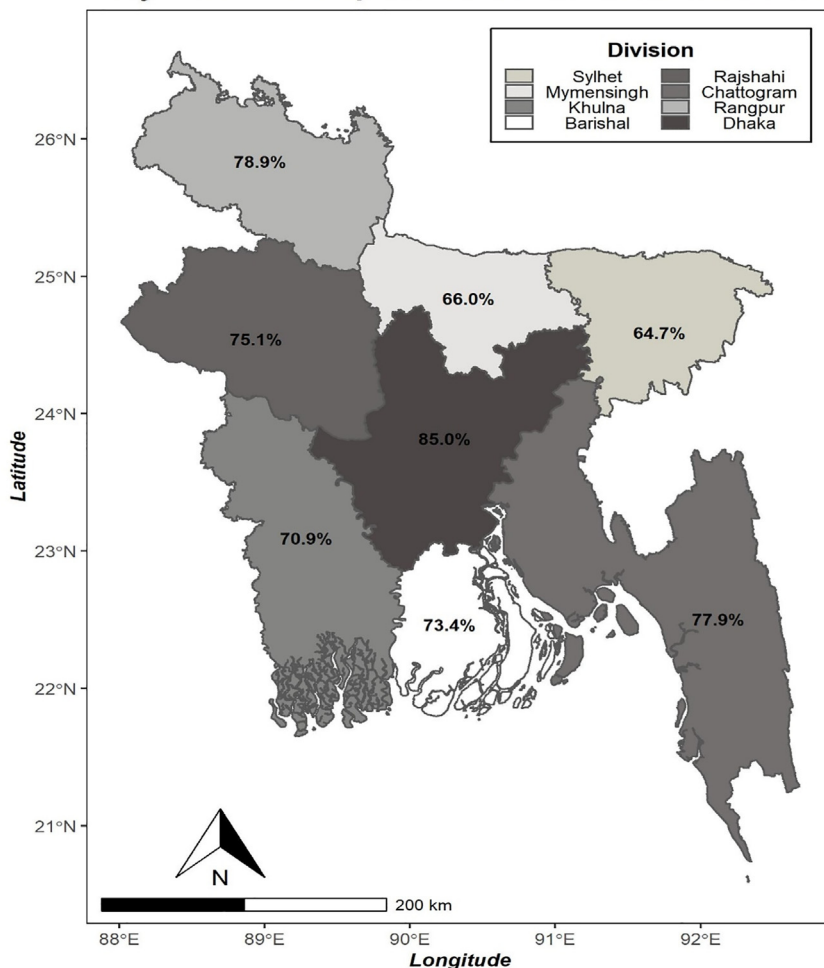 Division
Sylhet Rajshahi
Mymensingh Chattogram
Khulna Rangpur
Barishal Dhaka
26°N
78.9%
25°N
66.0%
64.7%
75.1%
24°N
85.0%
Latitude
23°N
70.9%
73.4%
77.9%
22°N
21°N
N
200 km
88°E 89°E 90°E 91°E 92°E
Longitude